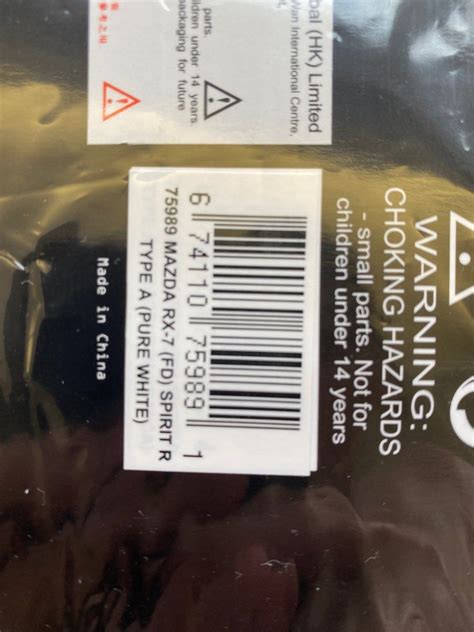 bal (HK) Limited
Wan International Centre,
parts.
ildren under 14 years.
packaging for future
WARNING:
CHOKING HAZARDS
- small parts. Not for
children under 14 years
6 74110 75989 1
75989 MAZDA RX-7 (FD) SPIRIT R
TYPE A (PURE WHITE)
Made in China